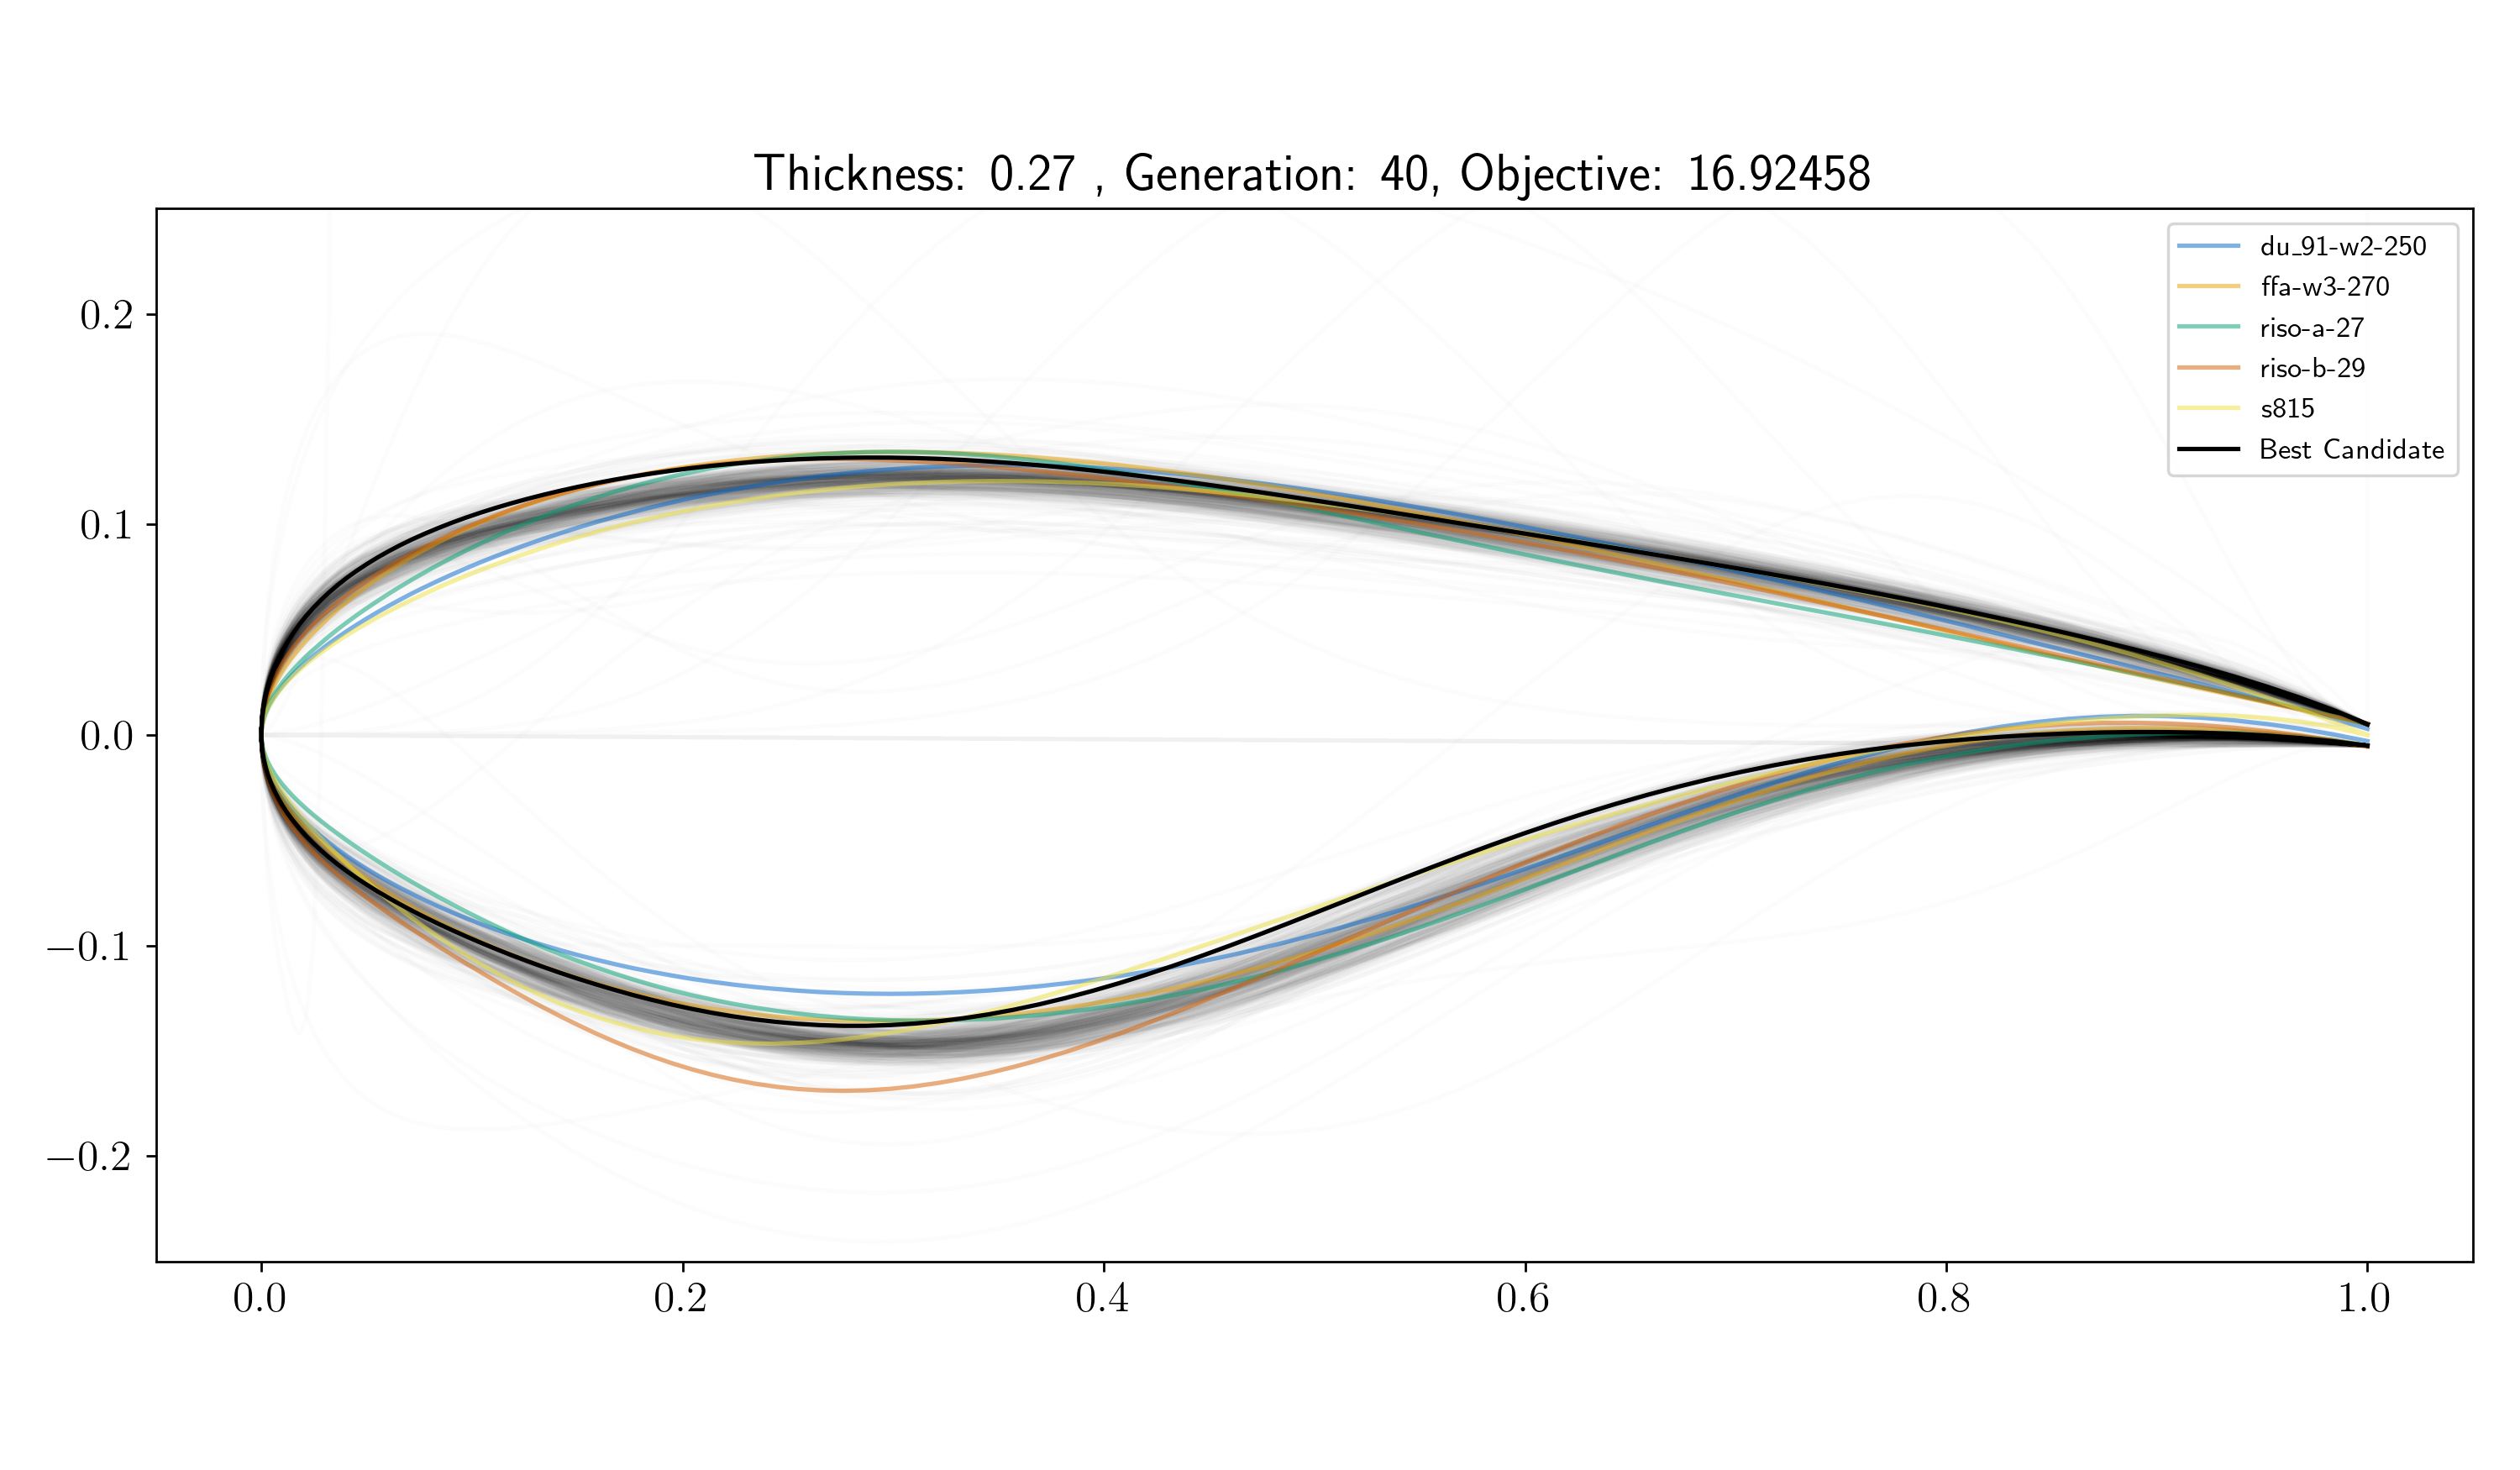 Thickness: 0.27 , Generation: 40, Objective: 16.92458
du_91-w2-250
ffa-w3-270
riso-a-27
riso-b-29
s815
Best Candidate
0.2
0.1
0.0
−0.1
−0.2
0.0 0.2 0.4 0.6 0.8 1.0